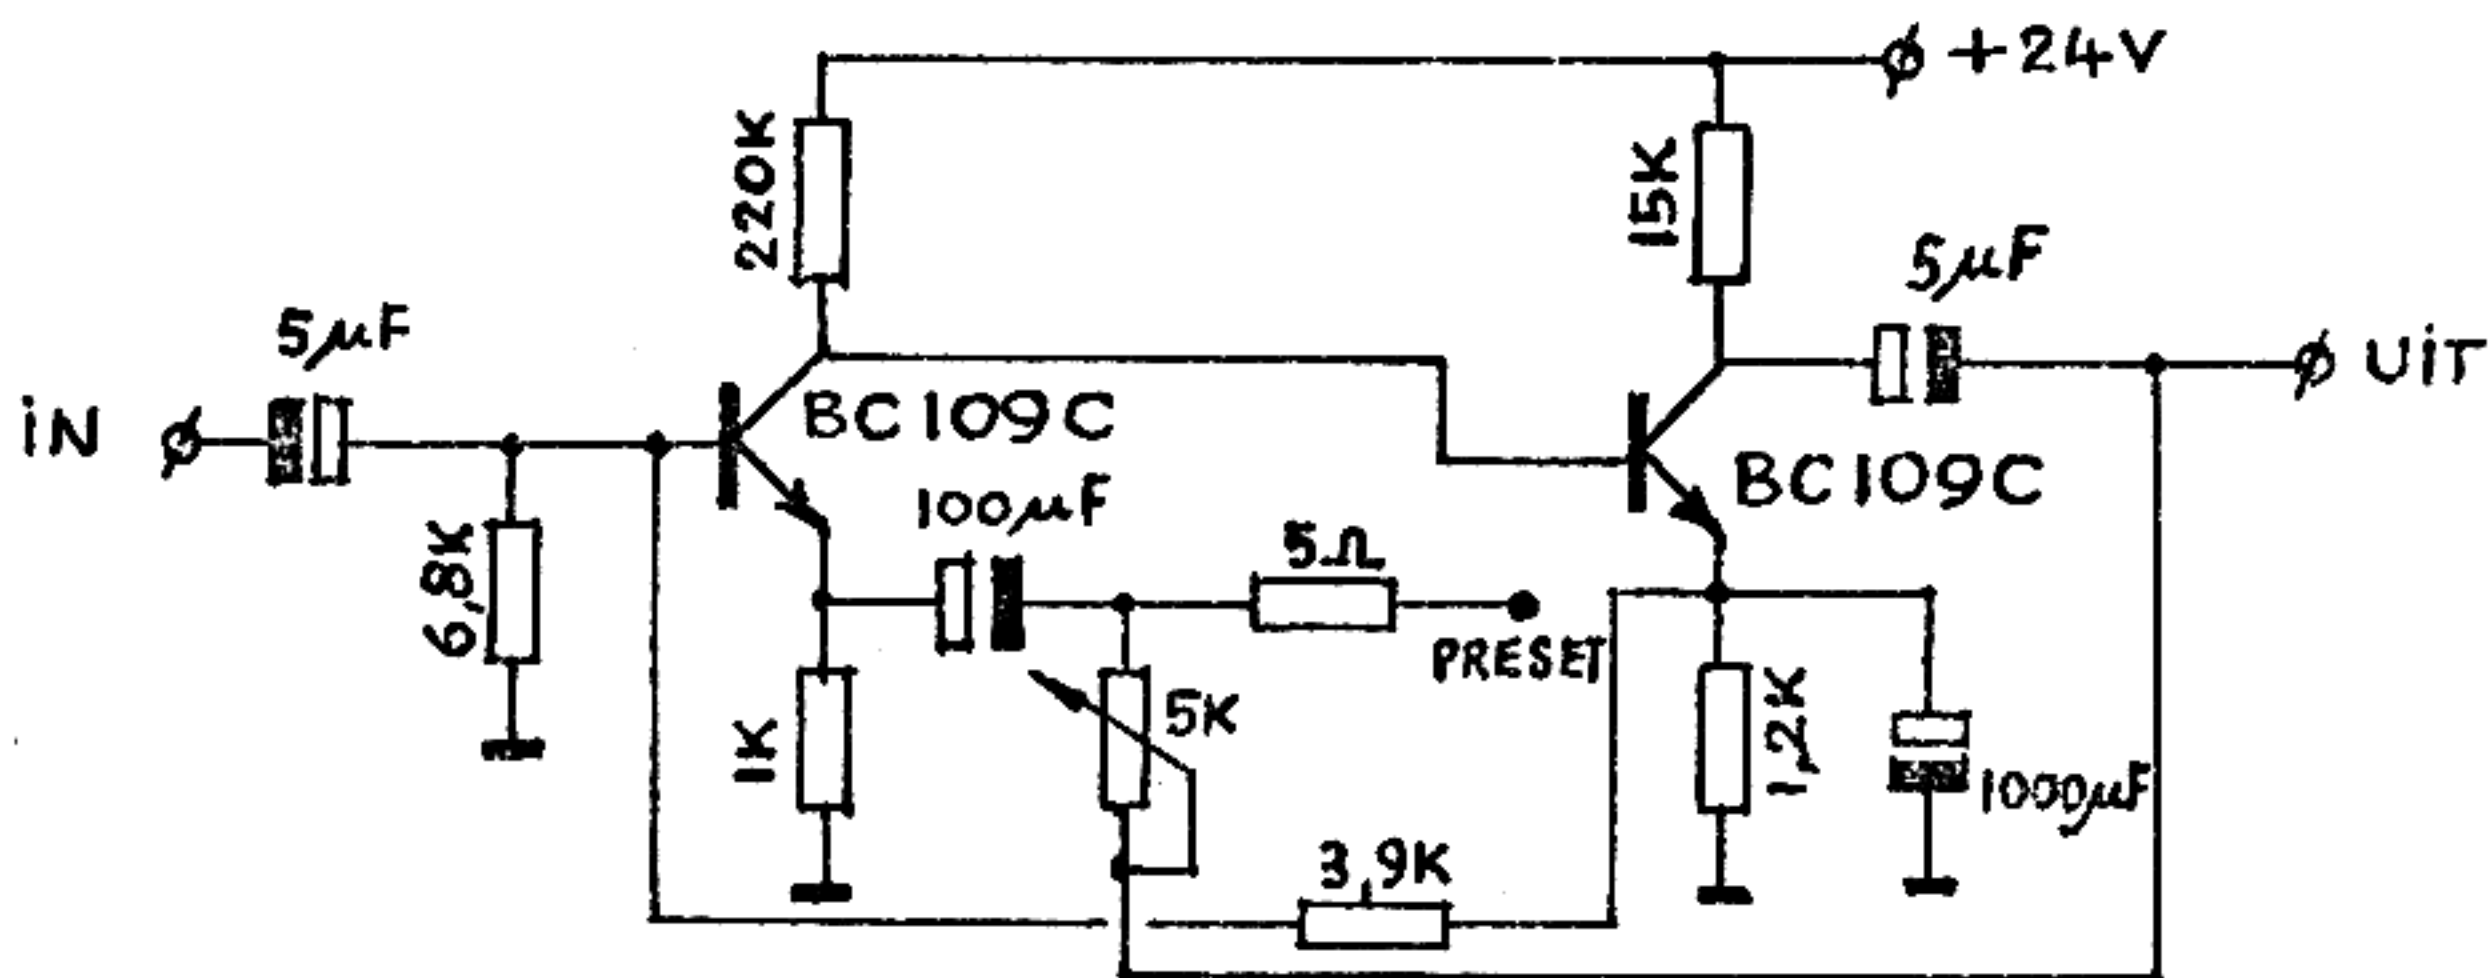 +24V
220K
15K
5µF
5µF
iN
BC109C
UiT
100µF
BC109C
5Ω
6,8K
PRESET
1K
5K
1,2K
1000µF
3,9K